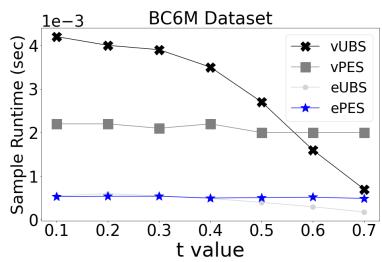 BC6M Dataset
1e−3
Sample Runtime (sec)
4
3
2
1
0
vUBS
vPES
eUBS
ePES
0.1 0.2 0.3 0.4 0.5 0.6 0.7
t value